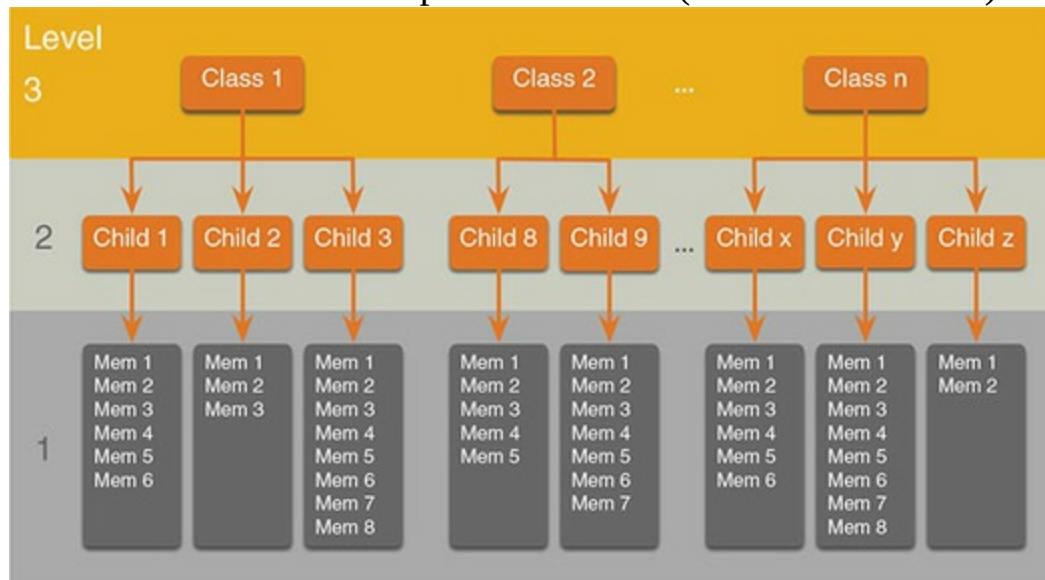 Level
3
Class 1
Class 2
...
Class n
2
Child 1
Child 2
Child 3
Child 8
Child 9
...
Child x
Child y
Child z
1
Mem 1
Mem 2
Mem 3
Mem 4
Mem 5
Mem 6
Mem 1
Mem 2
Mem 3
Mem 1
Mem 2
Mem 3
Mem 4
Mem 5
Mem 6
Mem 7
Mem 8
Mem 1
Mem 2
Mem 3
Mem 4
Mem 5
Mem 1
Mem 2
Mem 3
Mem 4
Mem 5
Mem 6
Mem 7
Mem 1
Mem 2
Mem 3
Mem 4
Mem 5
Mem 6
Mem 1
Mem 2
Mem 3
Mem 4
Mem 5
Mem 6
Mem 7
Mem 8
Mem 1
Mem 2